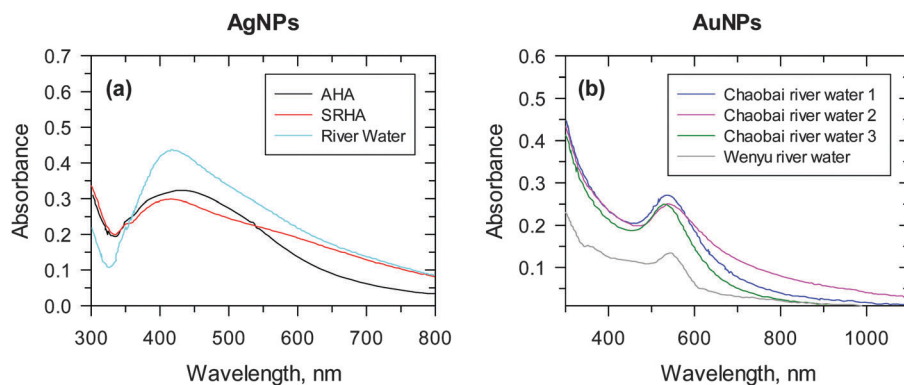 AgNPs
(a)
AHA
SRHA
River Water
Absorbance
0.7
0.6
0.5
0.4
0.3
0.2
0.1
0.0
300 400 500 600 700 800
Wavelength, nm
AuNPs
(b)
Chaobai river water 1
Chaobai river water 2
Chaobai river water 3
Wenyu river water
Absorbance
0.6
0.5
0.4
0.3
0.2
0.1
400 600 800 1000
Wavelength, nm